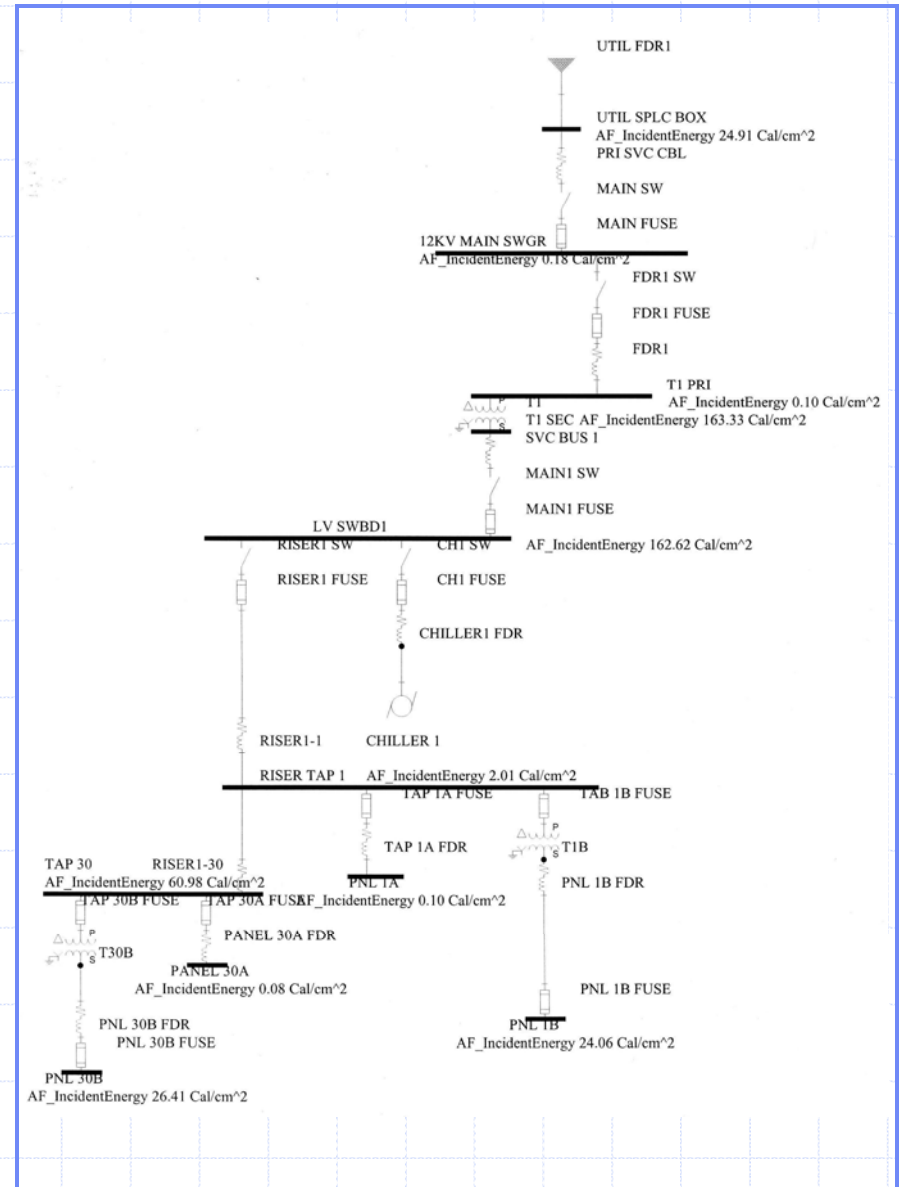 UTIL FDR1
UTIL SPLC BOX
AF_IncidentEnergy 24.91 Cal/cm^2
PRI SVC CBL
MAIN SW
MAIN FUSE
12KV MAIN SWGR
AF_IncidentEnergy 0.18 Cal/cm^2
FDR1 SW
FDR1 FUSE
FDR1
T1 PRI
AF_IncidentEnergy 0.10 Cal/cm^2
P
T1
S
T1 SEC AF_IncidentEnergy 163.33 Cal/cm^2
SVC BUS 1
MAIN1 SW
MAIN1 FUSE
LV SWBD1
AF_IncidentEnergy 162.62 Cal/cm^2
RISER1 SW
CH1 SW
RISER1 FUSE
CH1 FUSE
CHILLER1 FDR
RISER1-1
CHILLER 1
RISER TAP 1
AF_IncidentEnergy 2.01 Cal/cm^2
TAP 1A FUSE
TAB 1B FUSE
P
TAP 1A FDR
S
T1B
TAP 30
RISER1-30
AF_IncidentEnergy 60.98 Cal/cm^2
PNL 1A
PNL 1B FDR
TAP 30B FUSE
TAP 30A FUSE
AF_IncidentEnergy 0.10 Cal/cm^2
P
PANEL 30A FDR
S
T30B
PANEL 30A
AF_IncidentEnergy 0.08 Cal/cm^2
PNL 1B FUSE
PNL 30B FDR
PNL 1B
PNL 30B FUSE
AF_IncidentEnergy 24.06 Cal/cm^2
PNL 30B
AF_IncidentEnergy 26.41 Cal/cm^2